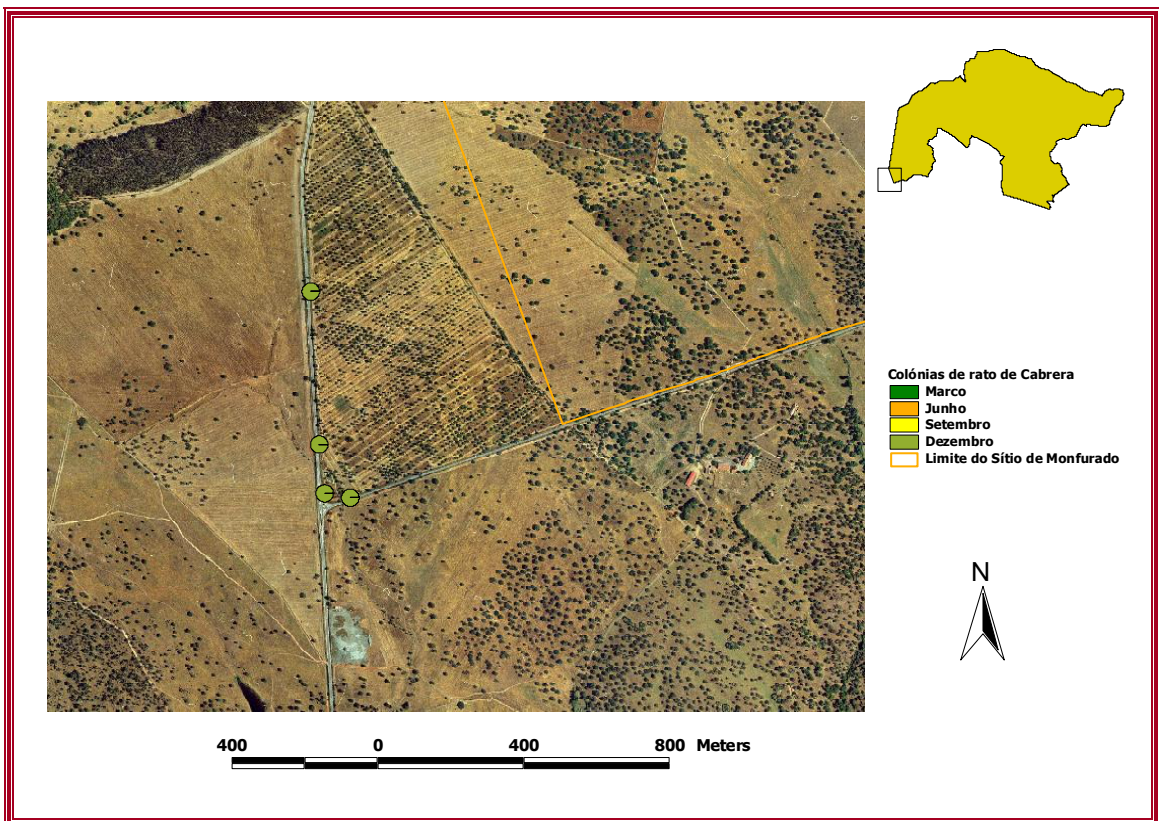 Colónias de rato de Cabrera
Marco
Junho
Setembro
Dezembro
Limite do Sítio de Monfurado
N
400 0 400 800 Meters